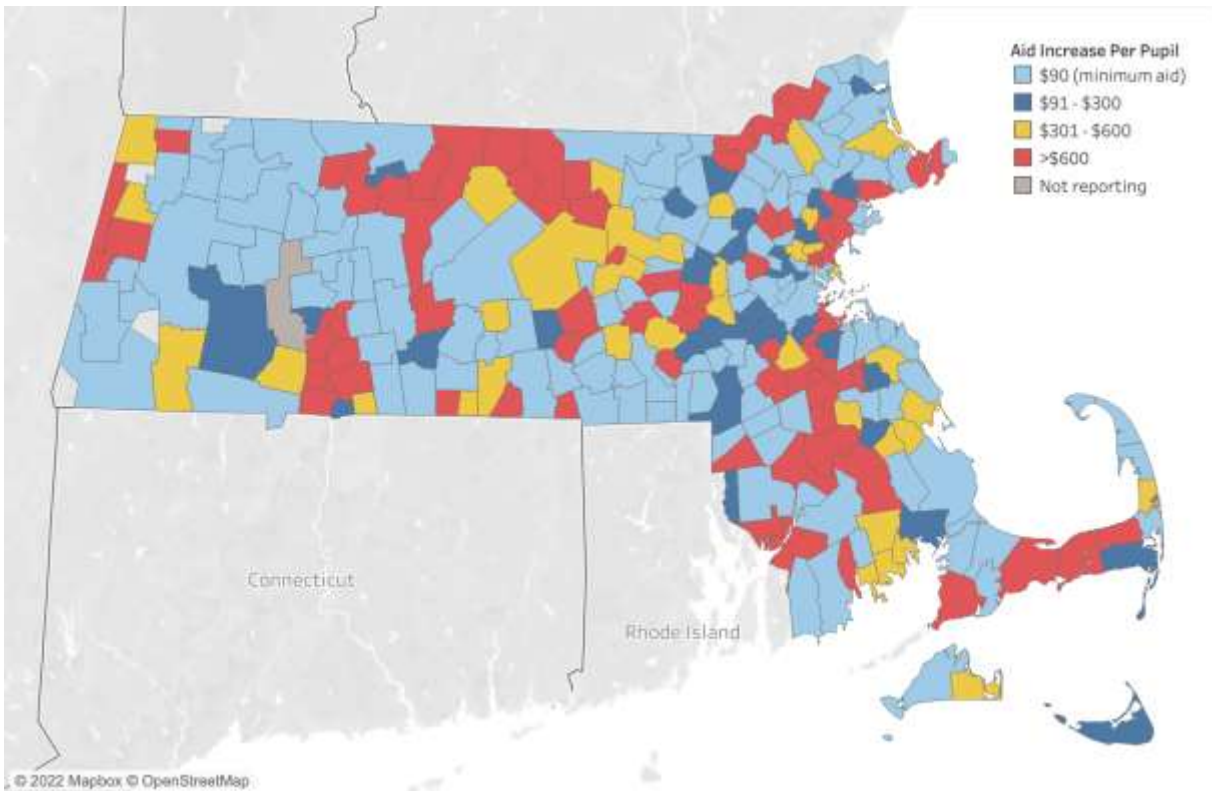 Aid Increase Per Pupil
$90 (minimum aid)
$91 - $300
$301 - $600
>$600
Not reporting
Connecticut
Rhode Island
© 2022 Mapbox © OpenStreetMap